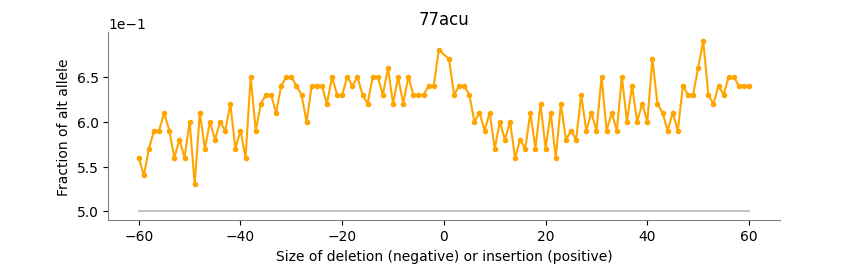 77acu
1e−1
6.5
6.0
5.5
5.0
Fraction of alt allele
−60 −40 −20 0 20 40 60
Size of deletion (negative) or insertion (positive)